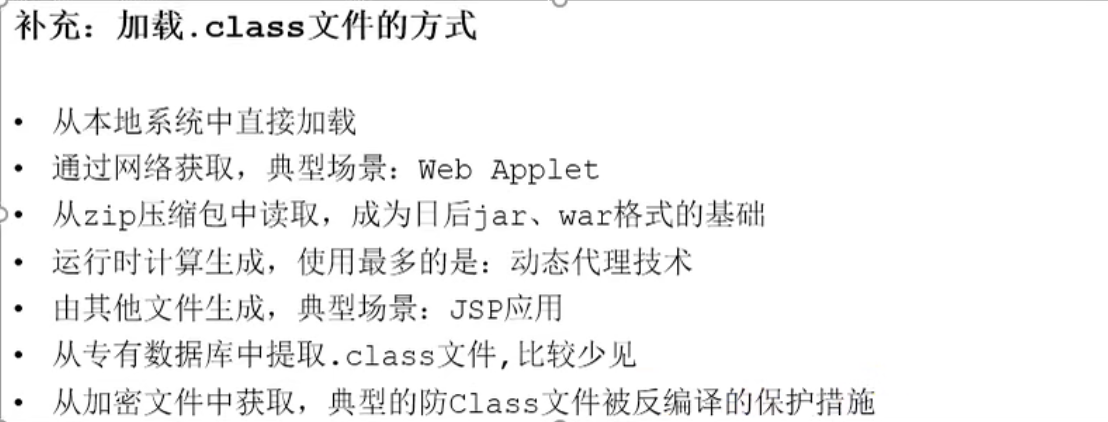 补充：加载.class文件的方式
• 从本地系统中直接加载
• 通过网络获取，典型场景：Web Applet
• 从zip压缩包中读取，成为日后jar、war格式的基础
• 运行时计算生成，使用最多的是：动态代理技术
• 由其他文件生成，典型场景：JSP应用
• 从专有数据库中提取.class文件,比较少见
• 从加密文件中获取，典型的防Class文件被反编译的保护措施